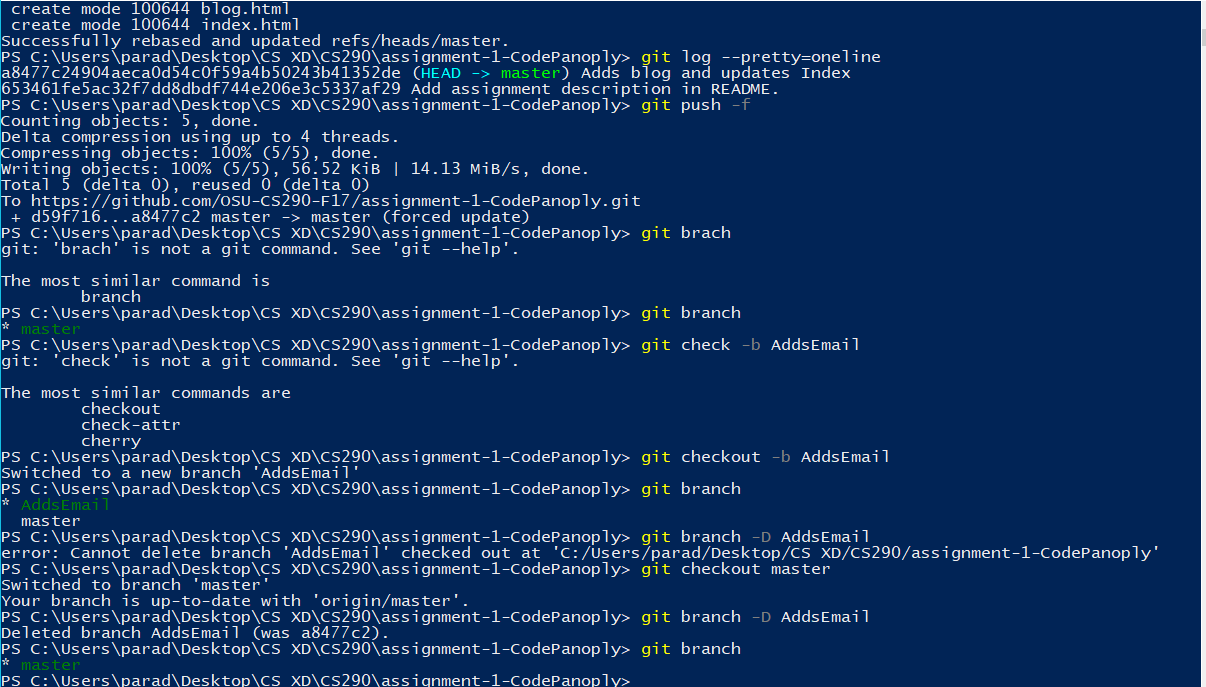 create mode 100644 blog.html
 create mode 100644 index.html
Successfully rebased and updated refs/heads/master.
PS C:\Users\parad\Desktop\CS XD\CS290\assignment-1-CodePanoply> git log --pretty=oneline
a8477c24904aeca0d54c0f59a4b50243b41352de (HEAD -> master) Adds blog and updates Index
653461fe5ac32f7dd8dbdf744e206e3c5337af29 Add assignment description in README.
PS C:\Users\parad\Desktop\CS XD\CS290\assignment-1-CodePanoply> git push -f
Counting objects: 5, done.
Delta compression using up to 4 threads.
Compressing objects: 100% (5/5), done.
Writing objects: 100% (5/5), 56.52 KiB | 14.13 MiB/s, done.
Total 5 (delta 0), reused 0 (delta 0)
To https://github.com/OSU-CS290-F17/assignment-1-CodePanoply.git
 + d59f716...a8477c2 master -> master (forced update)
PS C:\Users\parad\Desktop\CS XD\CS290\assignment-1-CodePanoply> git brach
git: 'brach' is not a git command. See 'git --help'.

The most similar command is
        branch
PS C:\Users\parad\Desktop\CS XD\CS290\assignment-1-CodePanoply> git branch
* master
PS C:\Users\parad\Desktop\CS XD\CS290\assignment-1-CodePanoply> git check -b AddsEmail
git: 'check' is not a git command. See 'git --help'.

The most similar commands are
        checkout
        check-attr
        cherry
PS C:\Users\parad\Desktop\CS XD\CS290\assignment-1-CodePanoply> git checkout -b AddsEmail
Switched to a new branch 'AddsEmail'
PS C:\Users\parad\Desktop\CS XD\CS290\assignment-1-CodePanoply> git branch
* AddsEmail
  master
PS C:\Users\parad\Desktop\CS XD\CS290\assignment-1-CodePanoply> git branch -D AddsEmail
error: Cannot delete branch 'AddsEmail' checked out at 'C:/Users/parad/Desktop/CS XD/CS290/assignment-1-CodePanoply'
PS C:\Users\parad\Desktop\CS XD\CS290\assignment-1-CodePanoply> git checkout master
Switched to branch 'master'
Your branch is up-to-date with 'origin/master'.
PS C:\Users\parad\Desktop\CS XD\CS290\assignment-1-CodePanoply> git branch -D AddsEmail
Deleted branch AddsEmail (was a8477c2).
PS C:\Users\parad\Desktop\CS XD\CS290\assignment-1-CodePanoply> git branch
* master
PS C:\Users\parad\Desktop\CS XD\CS290\assignment-1-CodePanoply>